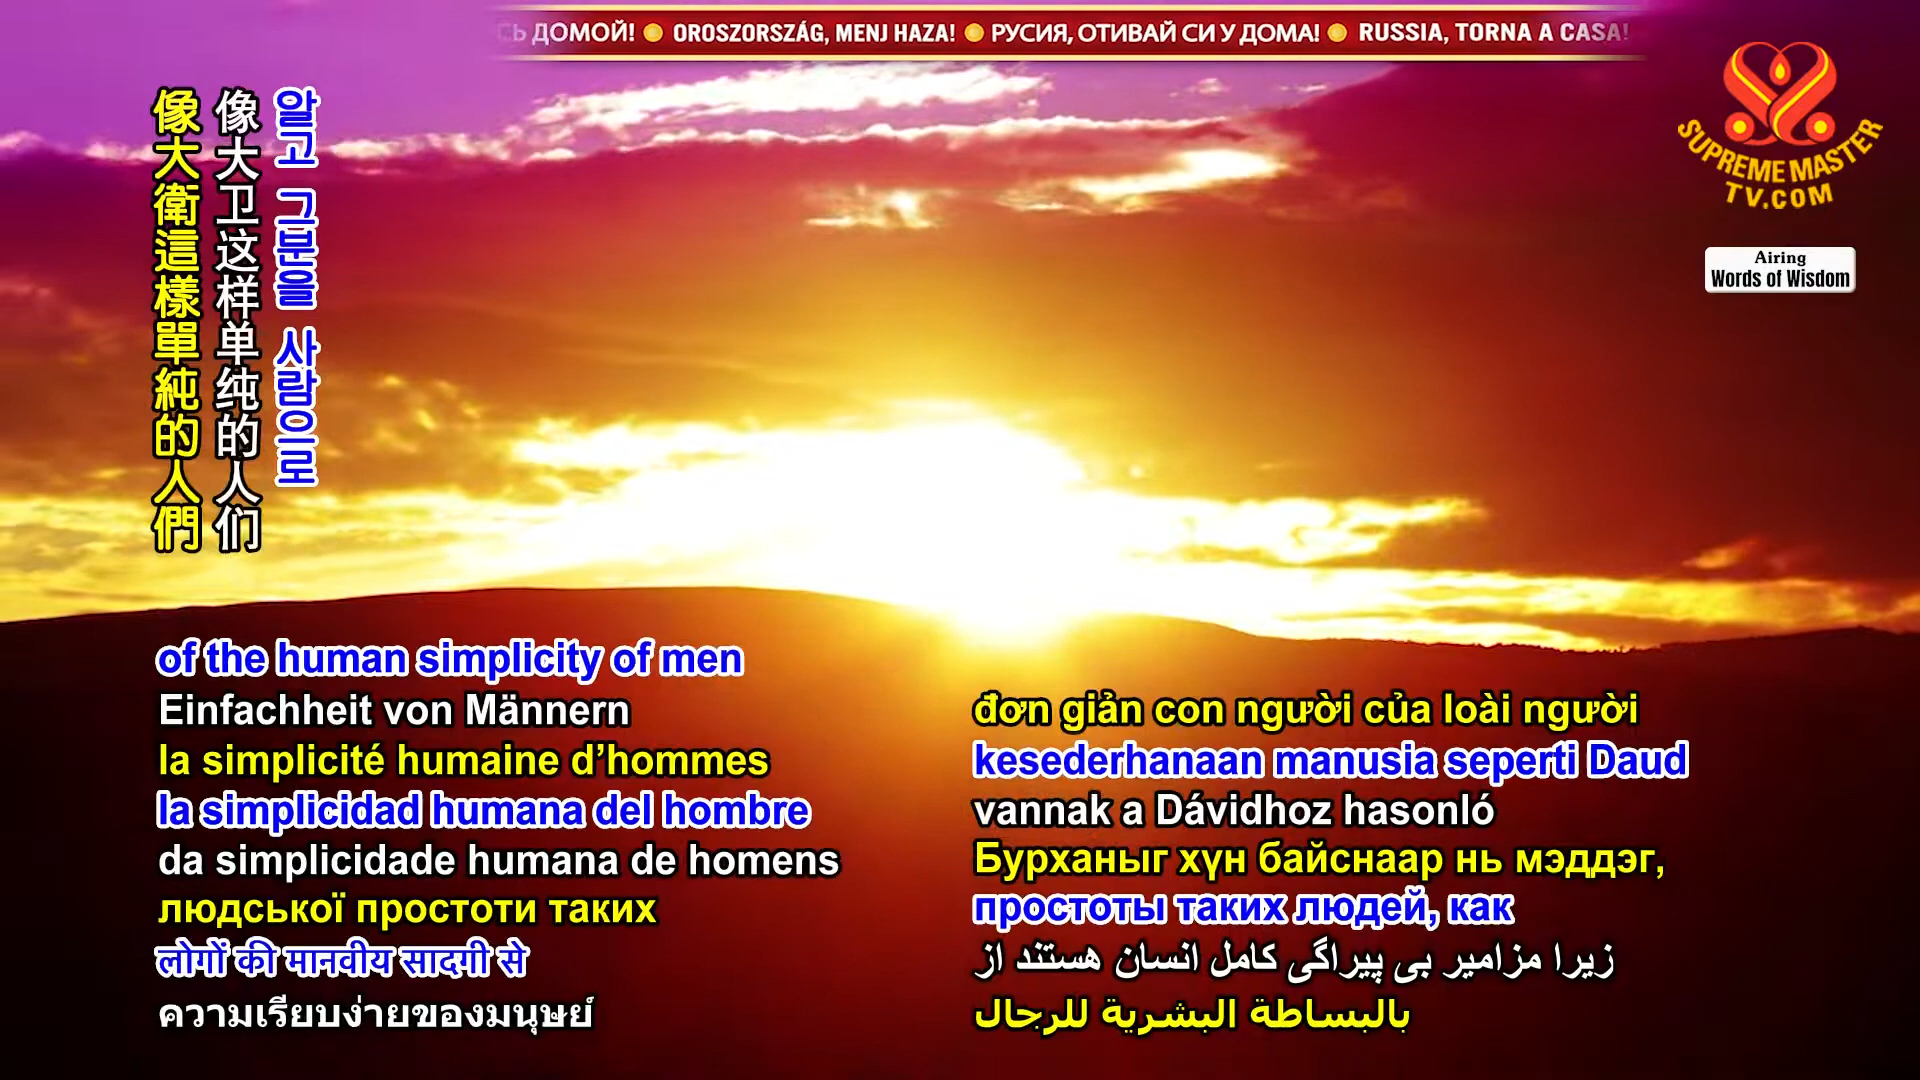 СЬ ДОМОЙ! OROSZORSZÁG, MENJ HAZA! РУСИЯ, ОТИВАЙ СИ У ДОМА! RUSSIA, TORNA A CASA!
SUPREME MASTER
TV.COM
Airing
Words of Wisdom
像大衛這樣單純的人們
像大卫这样单纯的人们
알고 그분을 사람으로
of the human simplicity of men
Einfachheit von Männern
la simplicité humaine d’hommes
la simplicidad humana del hombre
da simplicidade humana de homens
людської простоти таких
लोगों की मानवीय सादगी से
ความเรียบง่ายของมนุษย์
đơn giản con người của loài người
kesederhanaan manusia seperti Daud
vannak a Dávidhoz hasonló
Бурханыг хүн байснаар нь мэддэг,
простоты таких людей, как
زیرا مزامیر بی پیراگی کامل انسان هستند از
بالبساطة البشرية للرجال